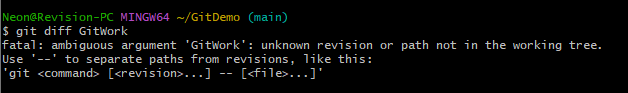 Neon@Revision-PC MINGW64 ~/GitDemo (main)
$ git diff GitWork
fatal: ambiguous argument 'GitWork': unknown revision or path not in the working tree.
Use '--' to separate paths from revisions, like this:
'git <command> [<revision>...] -- [<file>...]'